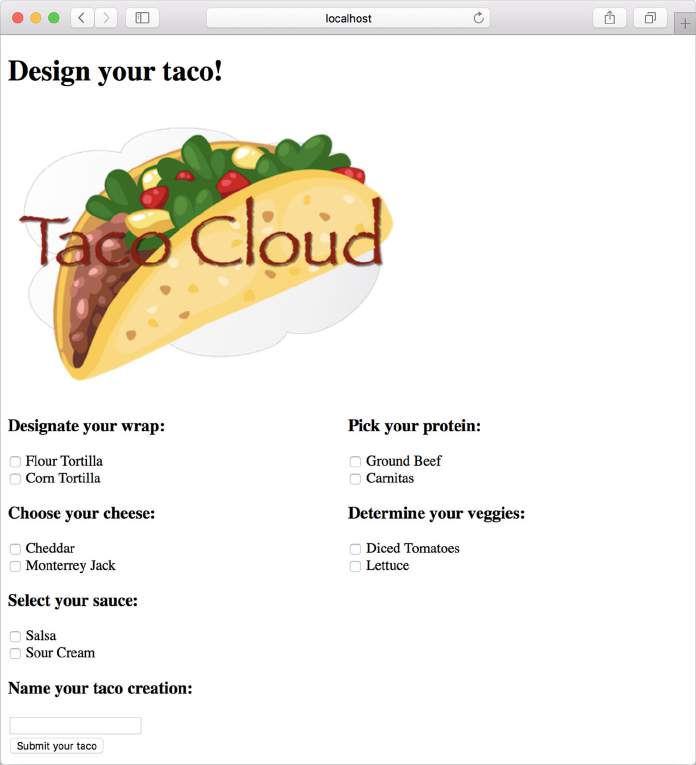 localhost
Design your taco!
Taco Cloud
Designate your wrap:
Flour Tortilla
Corn Tortilla
Pick your protein:
Ground Beef
Carnitas
Choose your cheese:
Cheddar
Monterrey Jack
Determine your veggies:
Diced Tomatoes
Lettuce
Select your sauce:
Salsa
Sour Cream
Name your taco creation:
Submit your taco